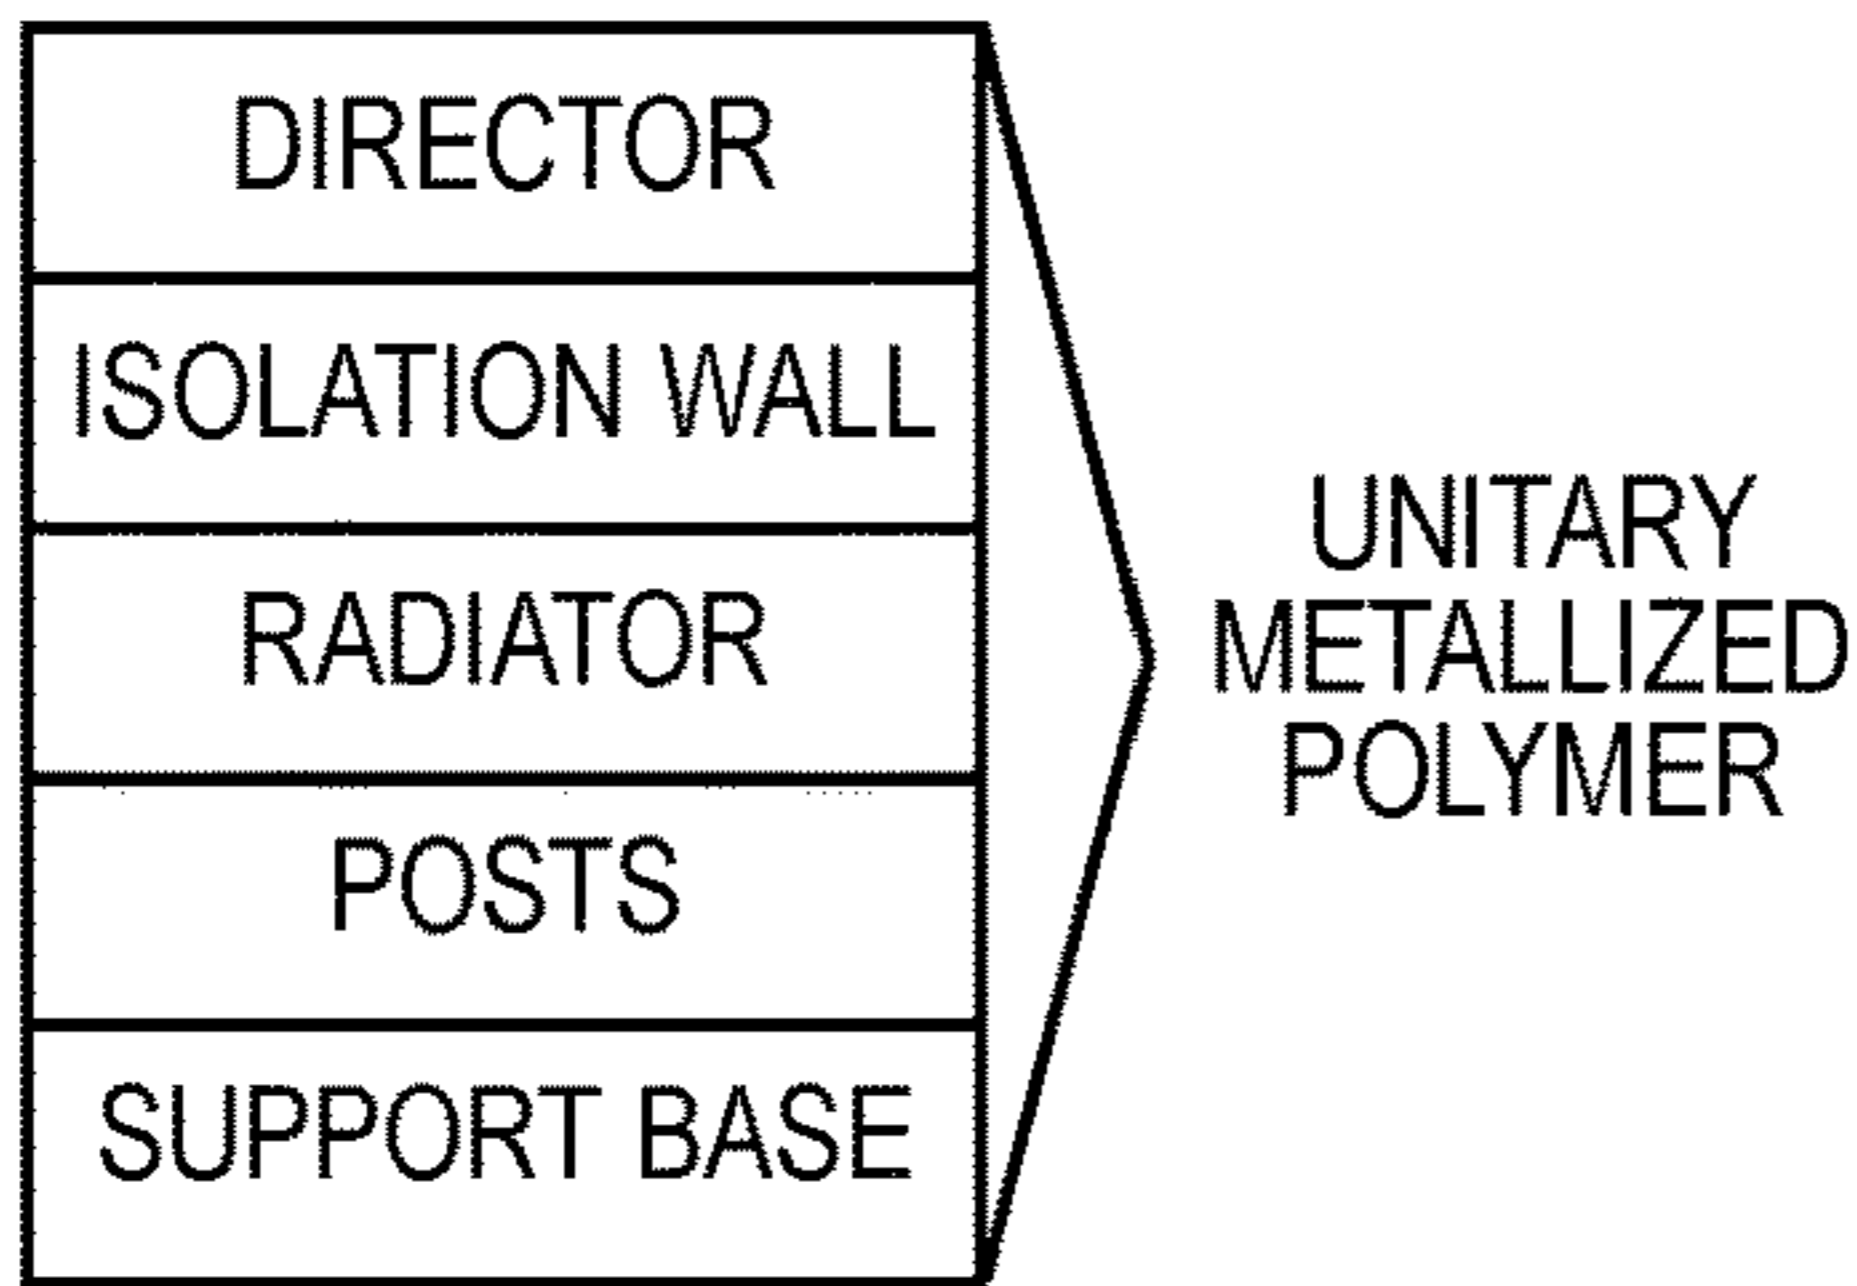 DIRECTOR
ISOLATION WALL
RADIATOR
POSTS
SUPPORT BASE
UNITARY
METALLIZED
POLYMER